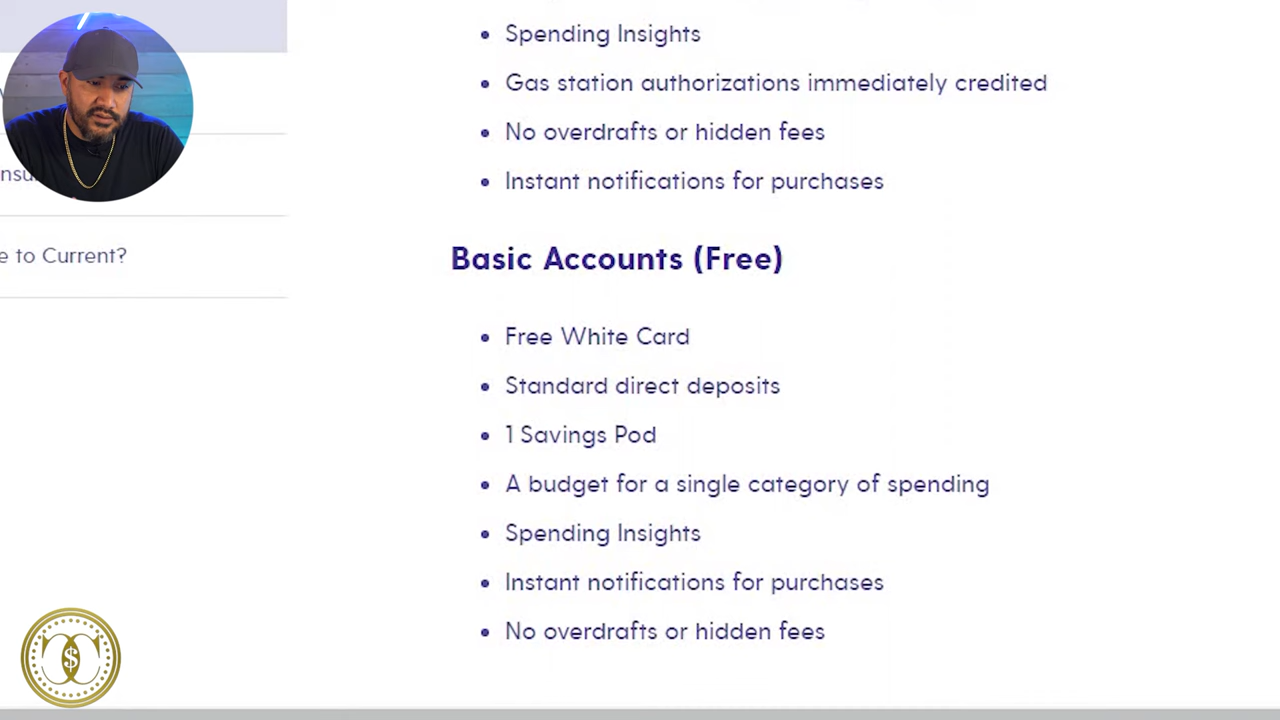 Spending Insights
Gas station authorizations immediately credited
No overdrafts or hidden fees
Instant notifications for purchases
e to Current?
Basic Accounts (Free)
Free White Card
Standard direct deposits
1 Savings Pod
A budget for a single category of spending
Spending Insights
Instant notifications for purchases
No overdrafts or hidden fees
$